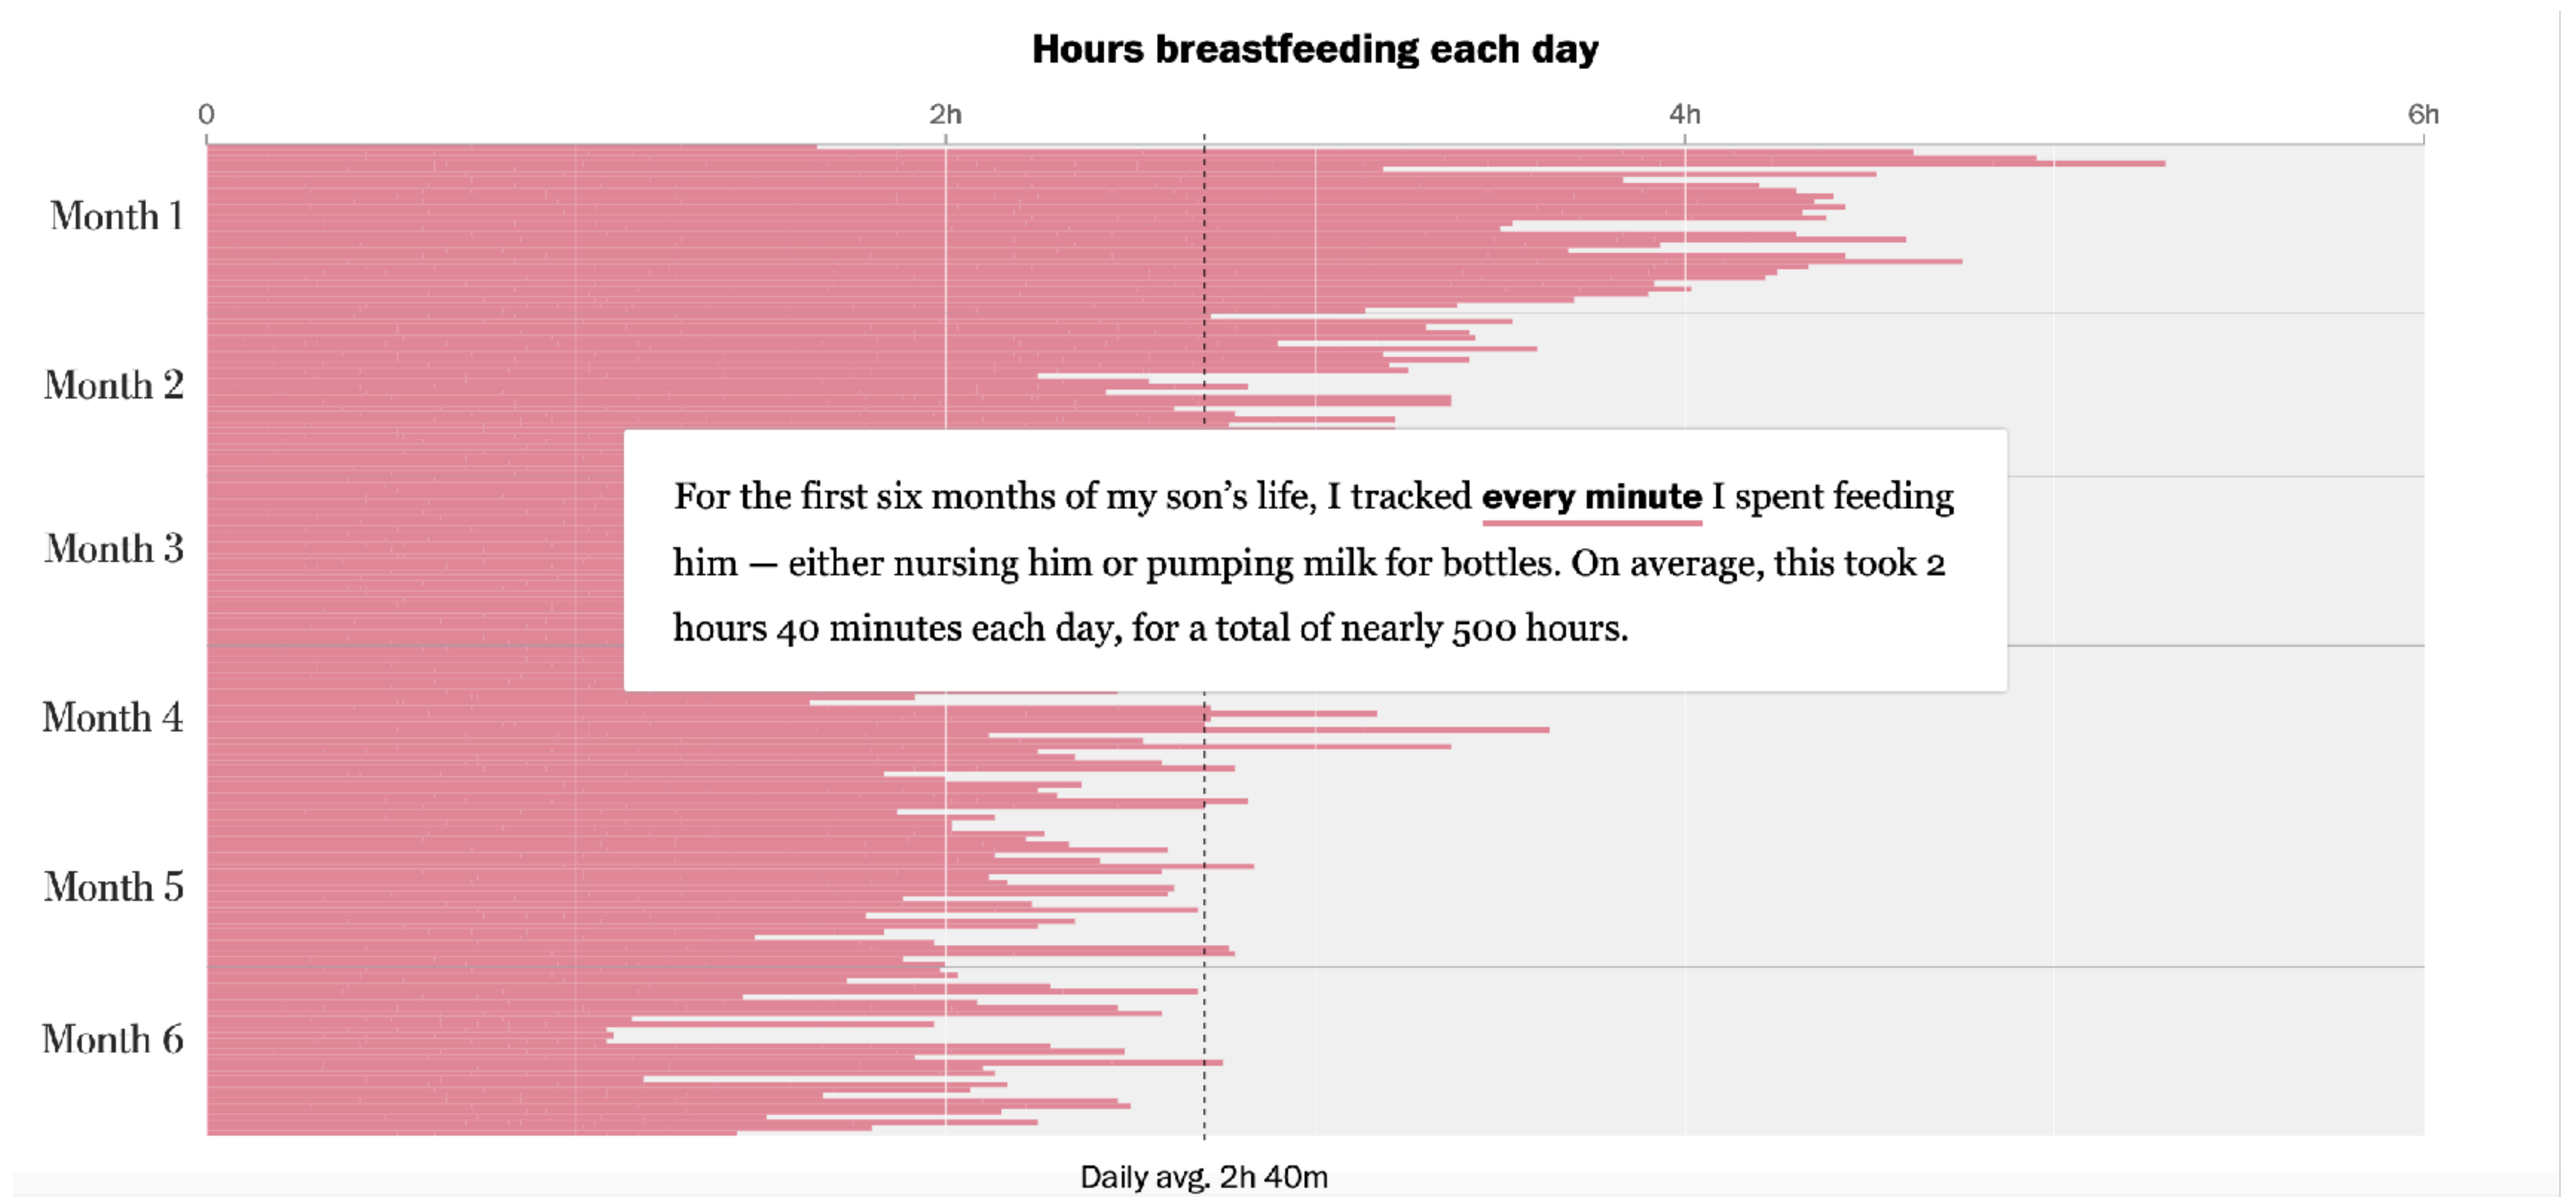 Hours breastfeeding each day
0 2h 4h 6h
Month 1
Month 2
For the first six months of my son’s life, I tracked every minute I spent feeding
him — either nursing him or pumping milk for bottles. On average, this took 2
hours 40 minutes each day, for a total of nearly 500 hours.
Month 3
Month 4
Month 5
Month 6
Daily avg. 2h 40m